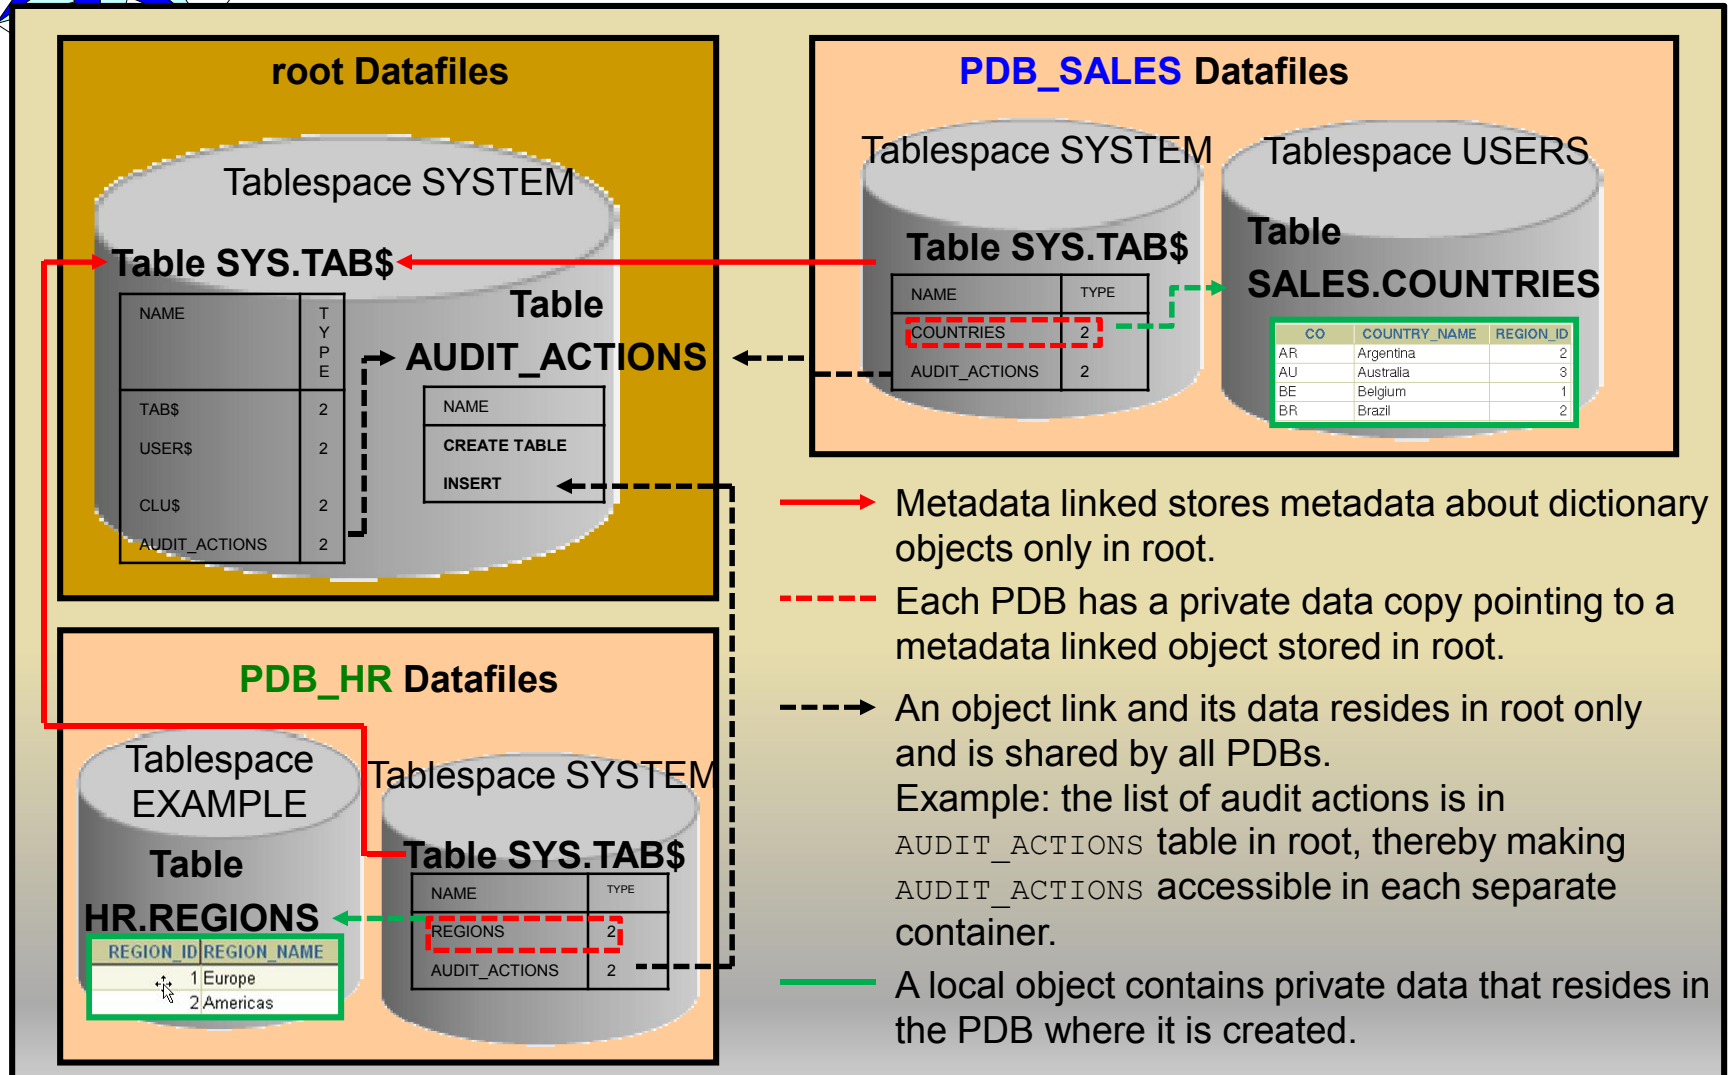 root Datafiles
Tablespace SYSTEM
Table SYS.TAB$
NAME TYPE
TAB$ 2
USER$ 2
CLU$ 2
AUDIT_ACTIONS 2
Table
AUDIT_ACTIONS
NAME
CREATE TABLE
INSERT
PDB_SALES Datafiles
Tablespace SYSTEM
Table SYS.TAB$
NAME TYPE
COUNTRIES 2
AUDIT_ACTIONS 2
Tablespace USERS
Table
SALES.COUNTRIES
CO COUNTRY_NAME REGION_ID
AR Argentina 2
AU Australia 3
BE Belgium 1
BR Brazil 2
PDB_HR Datafiles
Tablespace
EXAMPLE
Table
HR.REGIONS
REGION_ID REGION_NAME
1 Europe
2 Americas
Tablespace SYSTEM
Table SYS.TAB$
NAME TYPE
REGIONS 2
AUDIT_ACTIONS 2
Metadata linked stores metadata about dictionary
objects only in root.
Each PDB has a private data copy pointing to a
metadata linked object stored in root.
An object link and its data resides in root only
and is shared by all PDBs.
Example: the list of audit actions is in
AUDIT_ACTIONS table in root, thereby making
AUDIT_ACTIONS accessible in each separate
container.
A local object contains private data that resides in
the PDB where it is created.